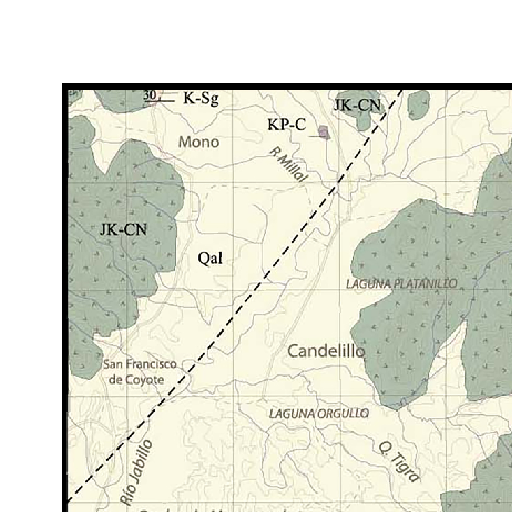 30
K-Sg
JK-CN
KP-C
Mono
R. Millal
JK-CN
Qal
LAGUNA PLATANILLO
Candelillo
San Francisco
de Coyote
LAGUNA ORGULLO
Q. Tigra
Río Jabillo